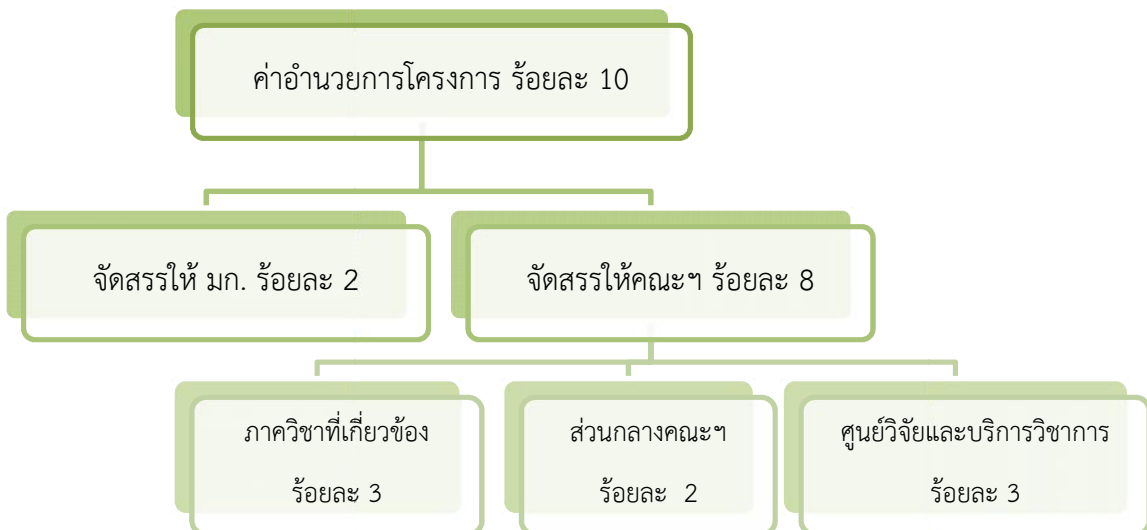 ค่าอำนวยการโครงการ ร้อยละ 10
จัดสรรให้ มก. ร้อยละ 2
จัดสรรให้คณะฯ ร้อยละ 8
ภาควิชาที่เกี่ยวข้อง
ร้อยละ 3
ส่วนกลางคณะฯ
ร้อยละ 2
ศูนย์วิจัยและบริการวิชาการ
ร้อยละ 3